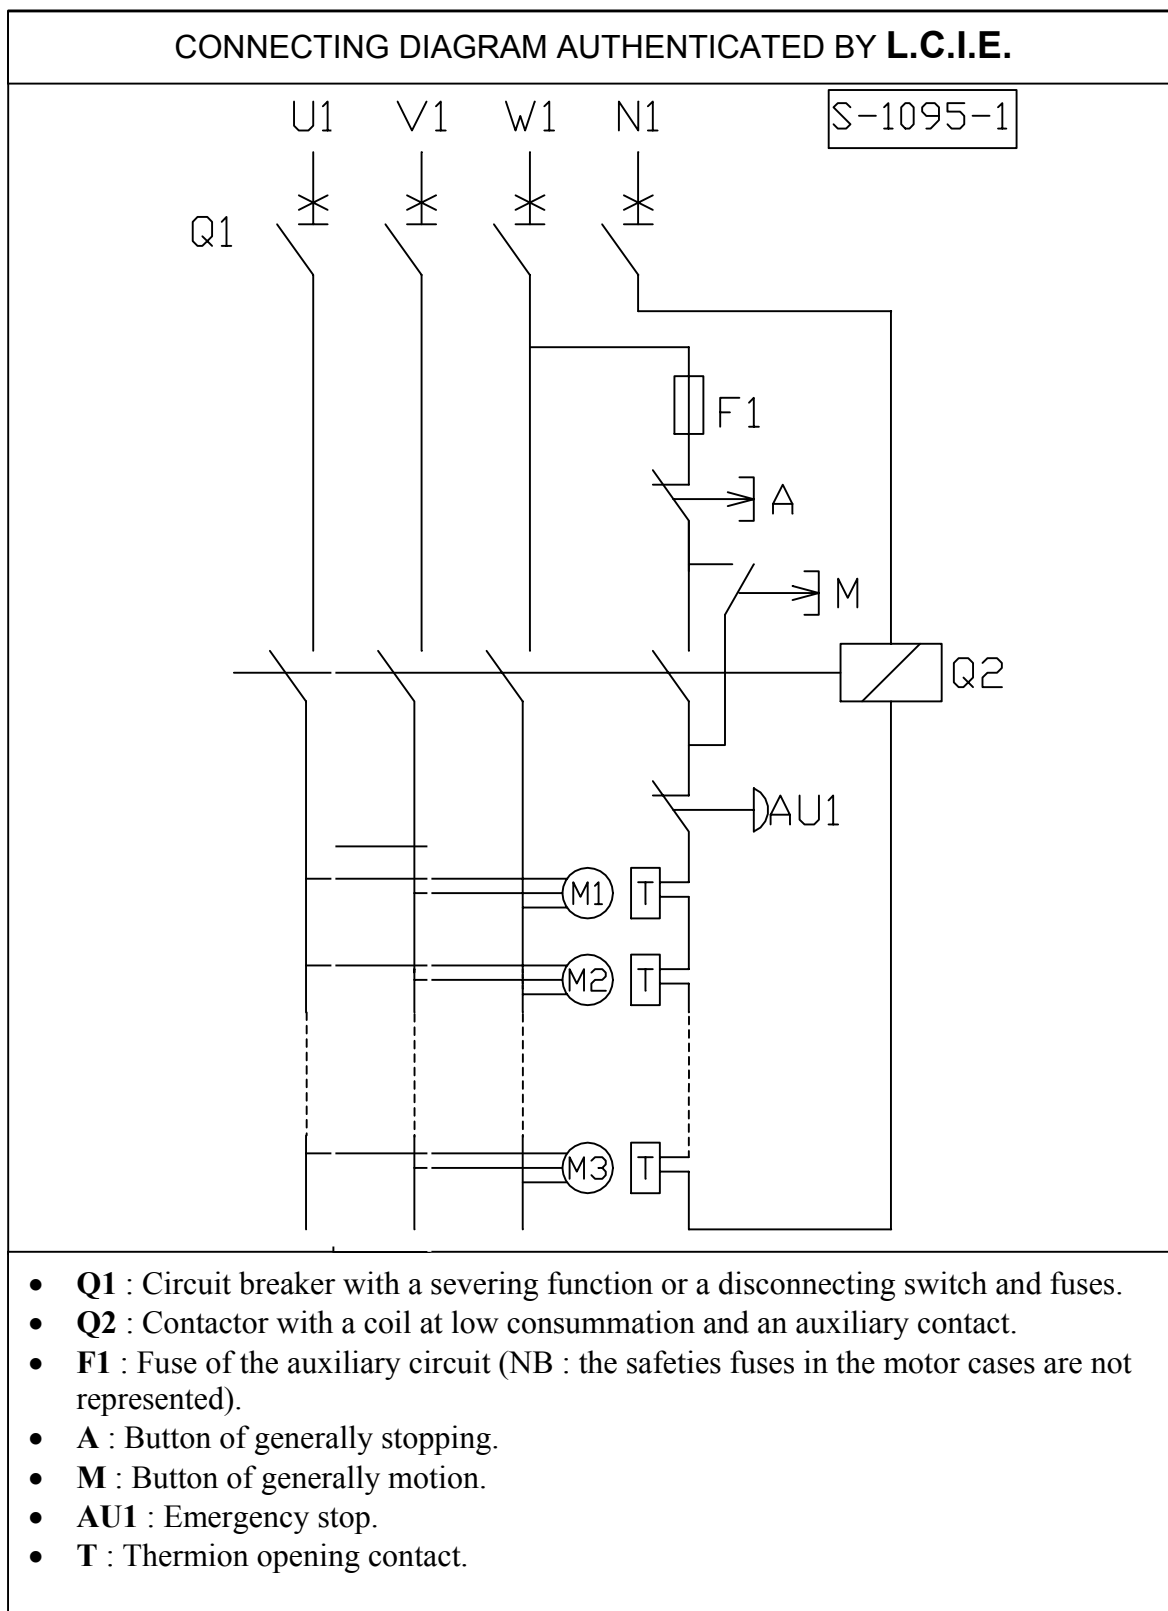 CONNECTING DIAGRAM AUTHENTICATED BY L.C.I.E.
U1 V1 W1 N1 S-1095-1
Q1
F1
A
M
Q2
AU1
M1 T
M2 T
M3 T
• Q1 : Circuit breaker with a severing function or a disconnecting switch and fuses.
• Q2 : Contactor with a coil at low consummation and an auxiliary contact.
• F1 : Fuse of the auxiliary circuit (NB : the safeties fuses in the motor cases are not
represented).
• A : Button of generally stopping.
• M : Button of generally motion.
• AU1 : Emergency stop.
• T : Thermion opening contact.